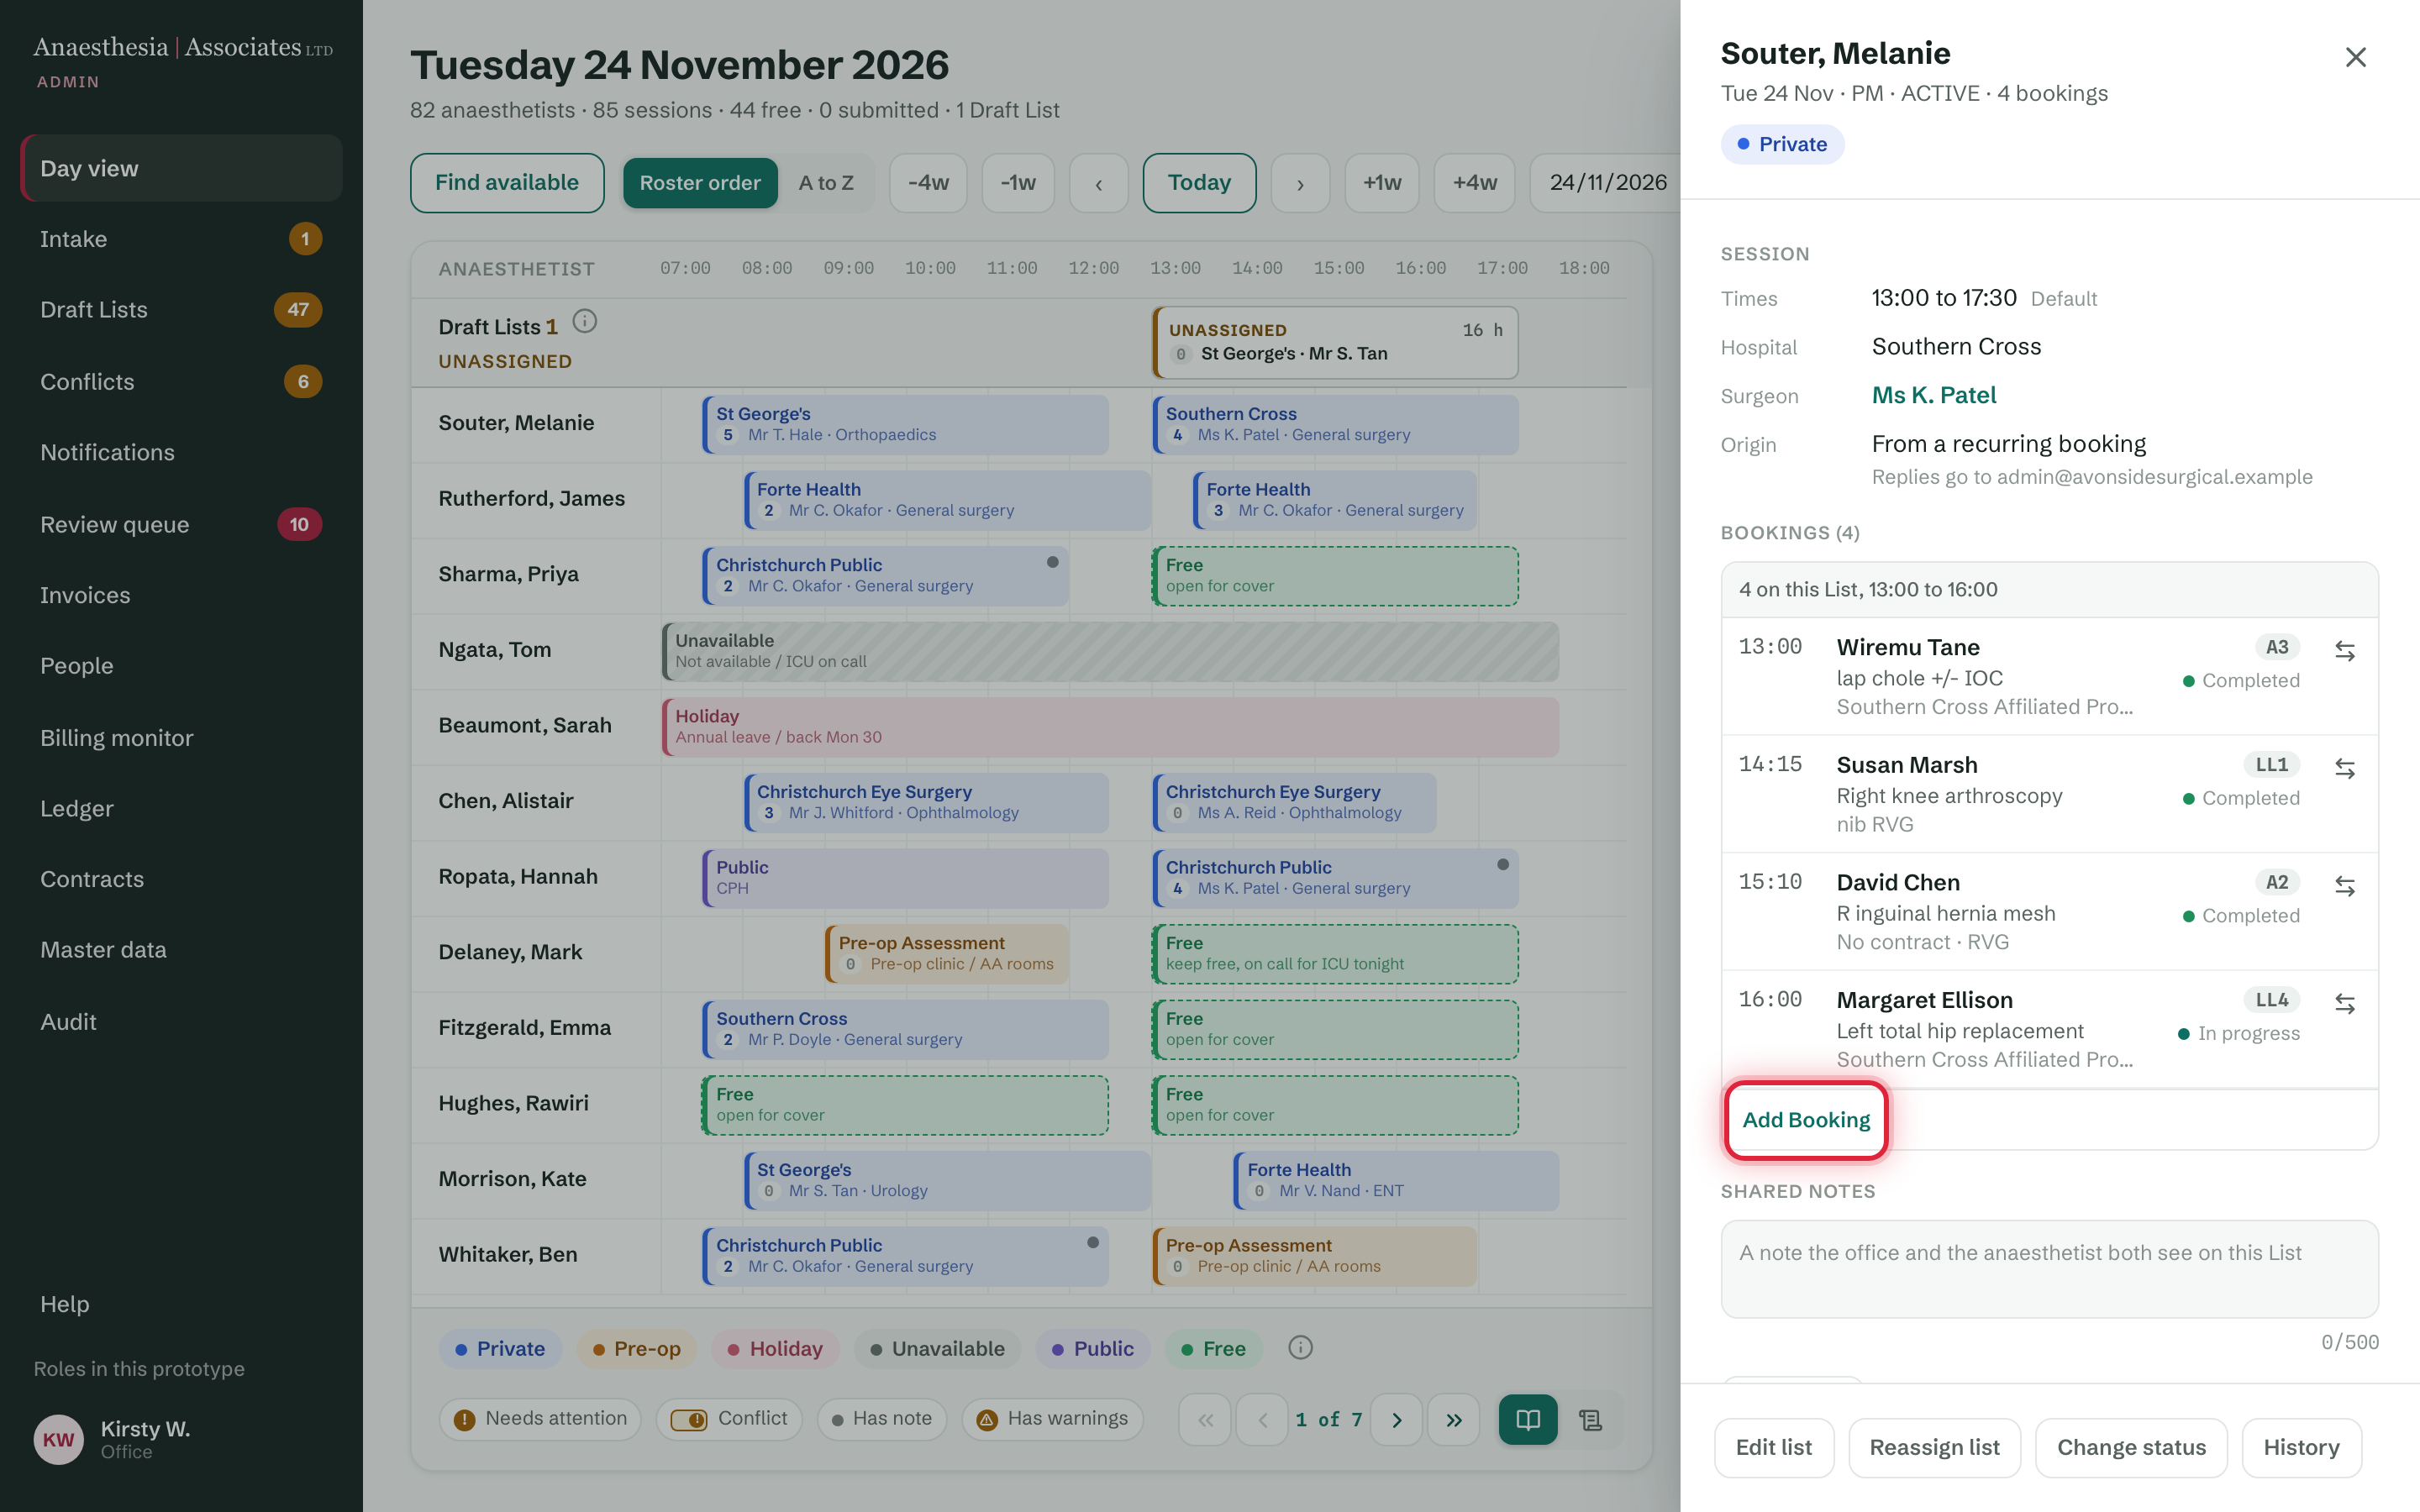 Anaesthesia | Associates LTD
ADMIN
Day view
Intake 1
Draft Lists 47
Conflicts 6
Notifications
Review queue 10
Invoices
People
Billing monitor
Ledger
Contracts
Master data
Audit
Help
Roles in this prototype
KW Kirsty W.
Office
Tuesday 24 November 2026
82 anaesthetists · 85 sessions · 44 free · 0 submitted · 1 Draft List
Find available Roster order A to Z -4w -1w ‹ Today › +1w +4w 24/11/2026
ANAESTHETIST 07:00 08:00 09:00 10:00 11:00 12:00 13:00 14:00 15:00 16:00 17:00 18:00
Draft Lists 1
UNASSIGNED
UNASSIGNED 16 h
0 St George's · Mr S. Tan
Souter, Melanie
St George's
5 Mr T. Hale · Orthopaedics
Southern Cross
4 Ms K. Patel · General surgery
Rutherford, James
Forte Health
2 Mr C. Okafor · General surgery
Forte Health
3 Mr C. Okafor · General surgery
Sharma, Priya
Christchurch Public
2 Mr C. Okafor · General surgery
Free
open for cover
Ngata, Tom
Unavailable
Not available / ICU on call
Beaumont, Sarah
Holiday
Annual leave / back Mon 30
Chen, Alistair
Christchurch Eye Surgery
3 Mr J. Whitford · Ophthalmology
Christchurch Eye Surgery
0 Ms A. Reid · Ophthalmology
Ropata, Hannah
Public
CPH
Christchurch Public
4 Ms K. Patel · General surgery
Delaney, Mark
Pre-op Assessment
0 Pre-op clinic / AA rooms
Free
keep free, on call for ICU tonight
Fitzgerald, Emma
Southern Cross
2 Mr P. Doyle · General surgery
Free
open for cover
Hughes, Rawiri
Free
open for cover
Free
open for cover
Morrison, Kate
St George's
0 Mr S. Tan · Urology
Forte Health
0 Mr V. Nand · ENT
Whitaker, Ben
Christchurch Public
2 Mr C. Okafor · General surgery
Pre-op Assessment
0 Pre-op clinic / AA rooms
Private Pre-op Holiday Unavailable Public Free
Needs attention Conflict Has note Has warnings « ‹ 1 of 7 › »
Souter, Melanie
Tue 24 Nov · PM · ACTIVE · 4 bookings
Private
SESSION
Times 13:00 to 17:30 Default
Hospital Southern Cross
Surgeon Ms K. Patel
Origin From a recurring booking
Replies go to admin@avonsidesurgical.example
BOOKINGS (4)
4 on this List, 13:00 to 16:00
13:00 Wiremu Tane A3
lap chole +/- IOC Completed
Southern Cross Affiliated Pro...
14:15 Susan Marsh LL1
Right knee arthroscopy Completed
nib RVG
15:10 David Chen A2
R inguinal hernia mesh Completed
No contract · RVG
16:00 Margaret Ellison LL4
Left total hip replacement In progress
Southern Cross Affiliated Pro...
Add Booking
SHARED NOTES
A note the office and the anaesthetist both see on this List
0/500
Edit list Reassign list Change status History